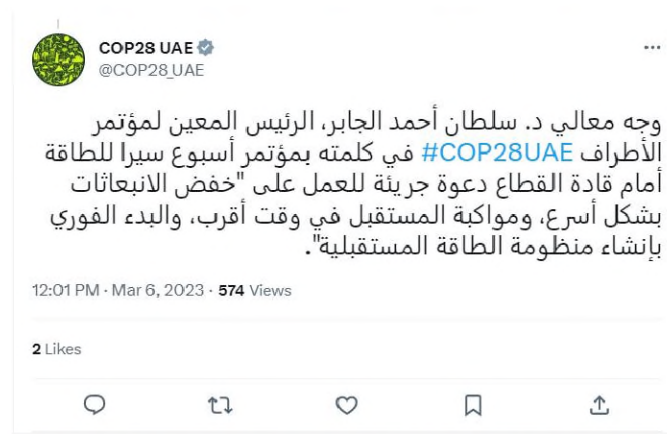 COP28 UAE
@COP28_UAE
وجه معالي د. سلطان أحمد الجابر، الرئيس المعين لمؤتمر
الأطراف #COP28UAE في كلمته بمؤتمر أسبوع سيرا للطاقة
أمام قادة القطاع دعوة جريئة للعمل على "خفض الانبعاثات
بشكل أسرع، ومواكبة المستقبل في وقت أقرب، والبدء الفوري
بإنشاء منظومة الطاقة المستقبلية".
12:01 PM · Mar 6, 2023 · 574 Views
2 Likes